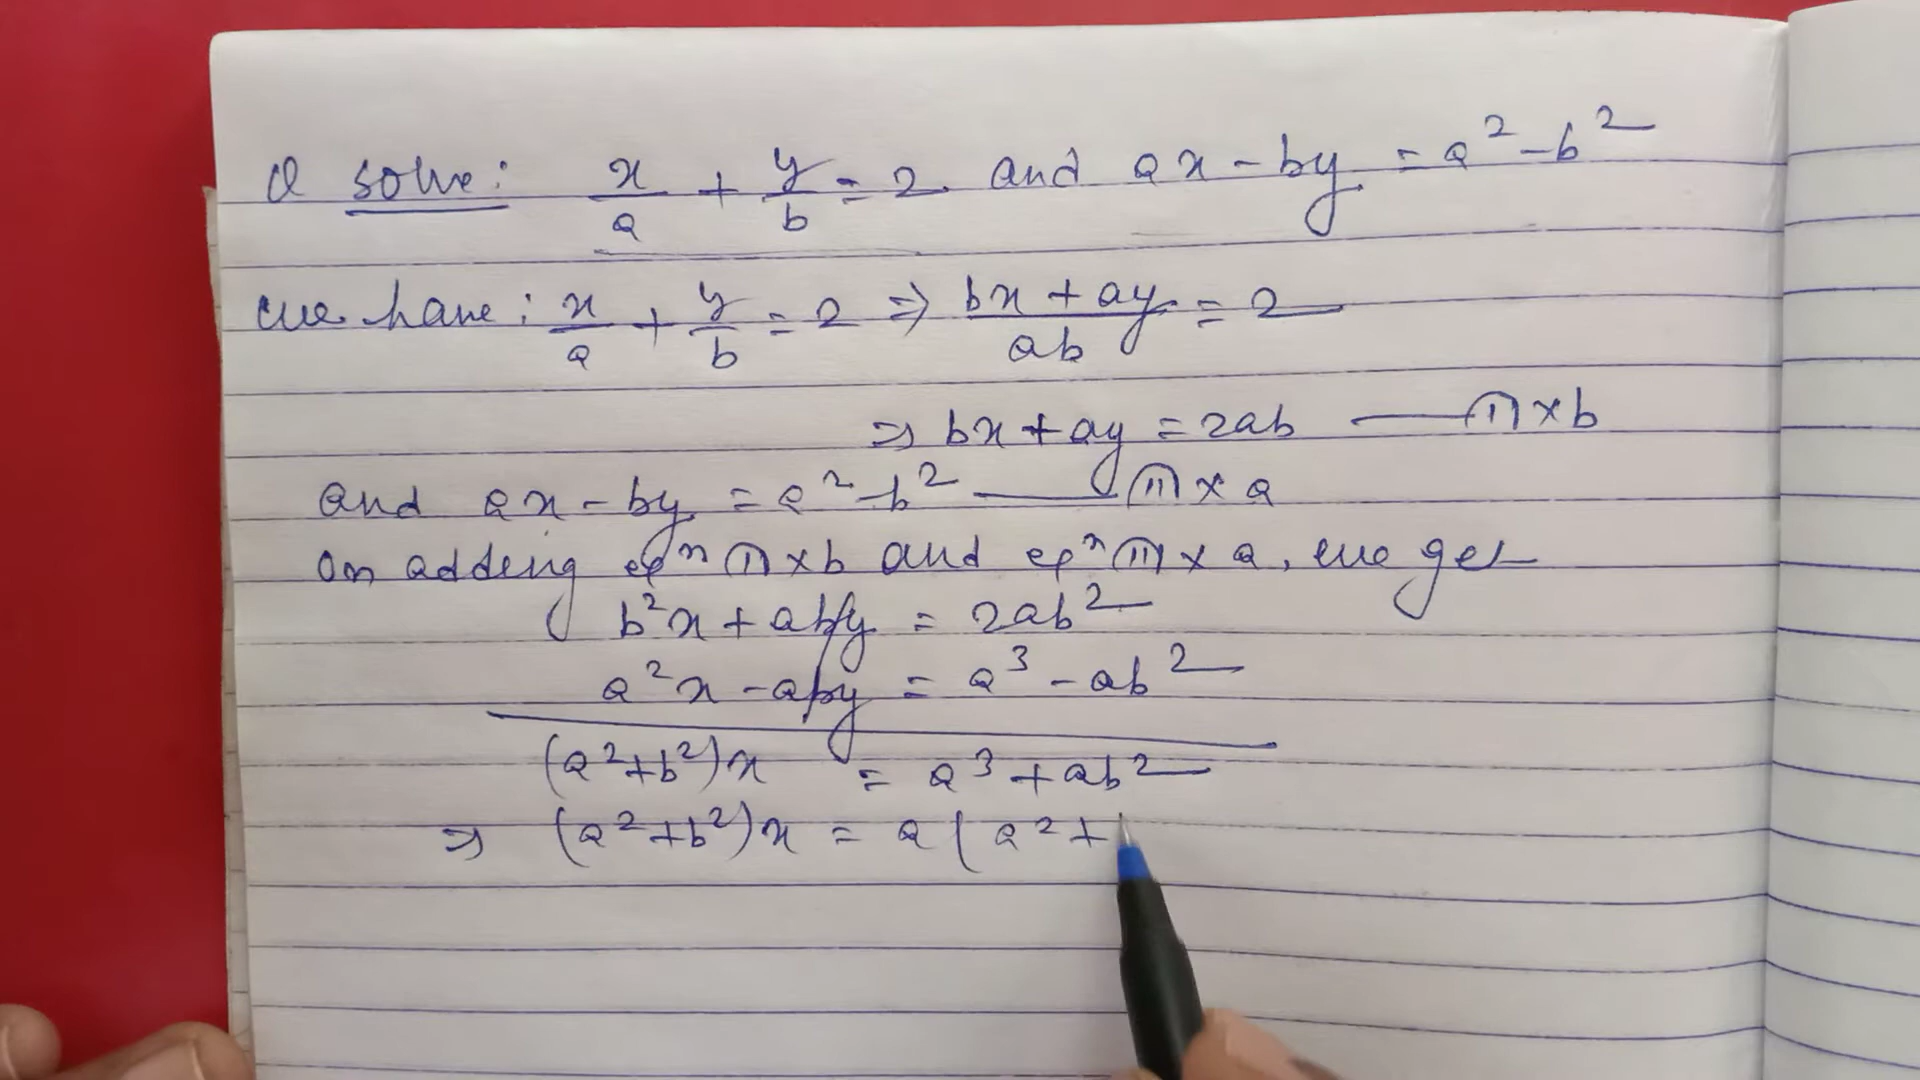 Q solve: x/a + y/b = 2 and ax - by = a² - b²
we have: x/a + y/b = 2 ⇒ (bx + ay)/ab = 2
⇒ bx + ay = 2ab —— (i) × b
and ax - by = a² - b² —— (ii) × a
On adding eqⁿ (i) × b and eqⁿ (ii) × a, we get
b²x + aby = 2ab²
a²x - aby = a³ - ab²
(a² + b²)x = a³ + ab²
⇒ (a² + b²)x = a(a² +